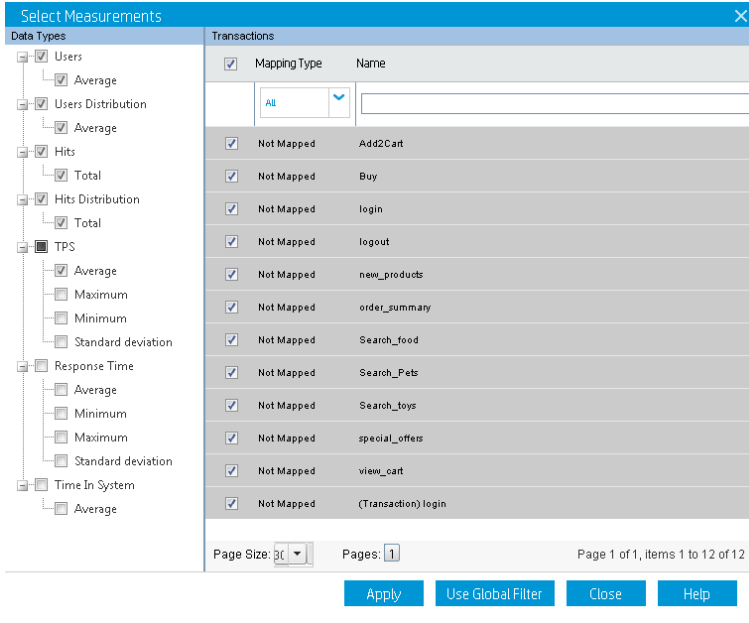 Select Measurements
Data Types
Users
Average
Users Distribution
Average
Hits
Total
Hits Distribution
Total
TPS
Average
Maximum
Minimum
Standard deviation
Response Time
Average
Minimum
Maximum
Standard deviation
Time In System
Average
Transactions
Mapping Type Name
All
Not Mapped Add2Cart
Not Mapped Buy
Not Mapped login
Not Mapped logout
Not Mapped new_products
Not Mapped order_summary
Not Mapped Search_food
Not Mapped Search_Pets
Not Mapped Search_toys
Not Mapped special_offers
Not Mapped view_cart
Not Mapped (Transaction) login
Page Size: Pages: 1 Page 1 of 1, items 1 to 12 of 12
Apply Use Global Filter Close Help